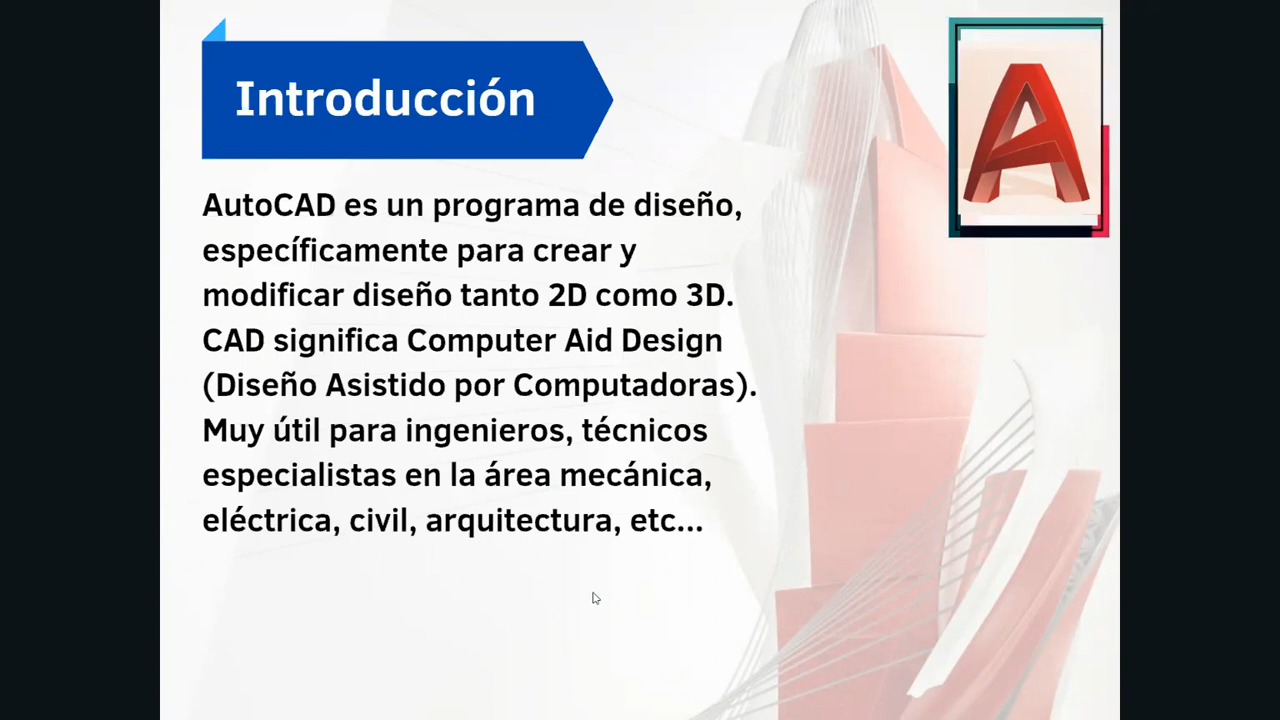 Introducción
AutoCAD es un programa de diseño,
específicamente para crear y
modificar diseño tanto 2D como 3D.
CAD significa Computer Aid Design
(Diseño Asistido por Computadoras).
Muy útil para ingenieros, técnicos
especialistas en la área mecánica,
eléctrica, civil, arquitectura, etc...